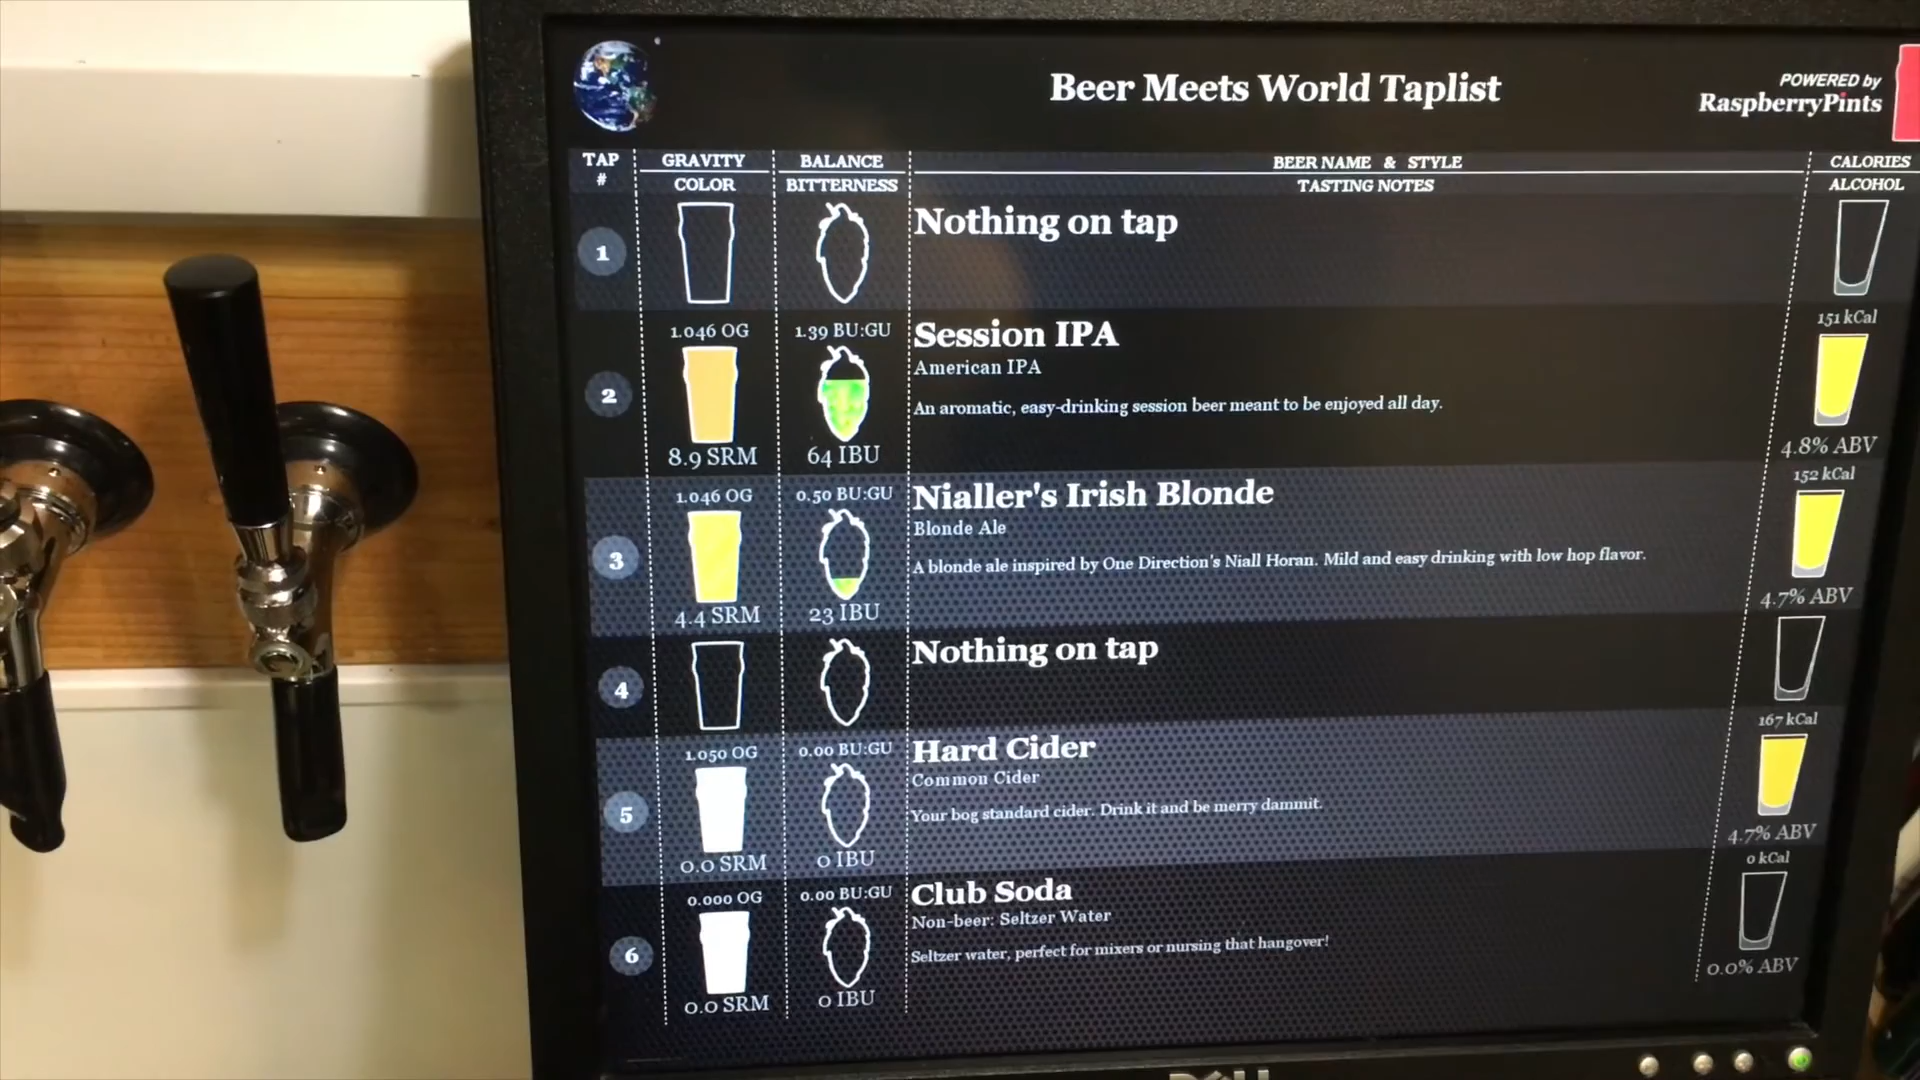 Beer Meets World Taplist
POWERED by
RaspberryPints
TAP
#
GRAVITY
COLOR
BALANCE
BITTERNESS
BEER NAME & STYLE
TASTING NOTES
CALORIES
ALCOHOL
1
Nothing on tap
2
1.046 OG
8.9 SRM
1.39 BU:GU
64 IBU
Session IPA
American IPA
An aromatic, easy-drinking session beer meant to be enjoyed all day.
151 kCal
4.8% ABV
3
1.046 OG
4.4 SRM
0.50 BU:GU
23 IBU
Nialler's Irish Blonde
Blonde Ale
A blonde ale inspired by One Direction's Niall Horan. Mild and easy drinking with low hop flavor.
152 kCal
4.7% ABV
4
Nothing on tap
5
1.050 OG
0.0 SRM
0.00 BU:GU
0 IBU
Hard Cider
Common Cider
Your bog standard cider. Drink it and be merry dammit.
167 kCal
4.7% ABV
6
0.000 OG
0.0 SRM
0.00 BU:GU
0 IBU
Club Soda
Non-beer: Seltzer Water
Seltzer water, perfect for mixers or nursing that hangover!
0 kCal
0.0% ABV
DELL